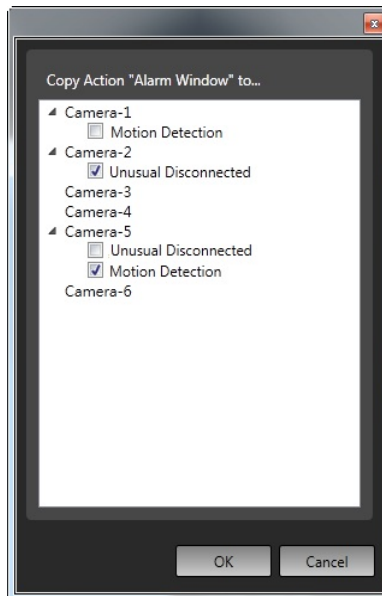 Copy Action "Alarm Window" to...
Camera-1
Motion Detection
Camera-2
Unusual Disconnected
Camera-3
Camera-4
Camera-5
Unusual Disconnected
Motion Detection
Camera-6
OK Cancel